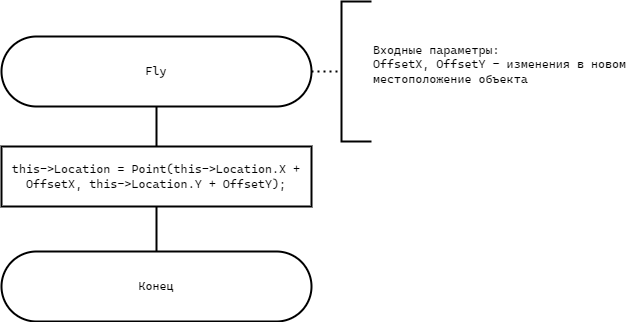 Fly
Входные параметры:
OffsetX, OffsetY – изменения в новом
местоположение объекта
this->Location = Point(this->Location.X +
OffsetX, this->Location.Y + OffsetY);
Конец